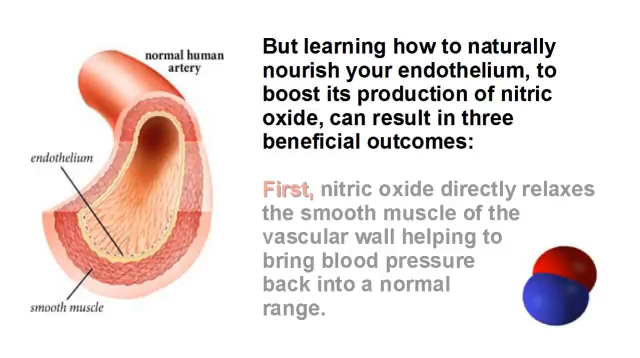 normal human
artery
endothelium
smooth muscle
But learning how to naturally
nourish your endothelium, to
boost its production of nitric
oxide, can result in three
beneficial outcomes:
First, nitric oxide directly relaxes
the smooth muscle of the
vascular wall helping to
bring blood pressure
back into a normal
range.